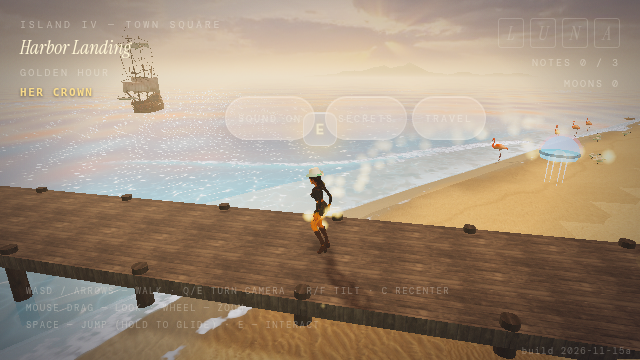 ISLAND IV — TOWN SQUARE
Harbor Landing
GOLDEN HOUR
HER CROWN
LUNA
NOTES 0 / 3
MOONS 0
SOUND ON
SECRETS
TRAVEL
E
WASD / ARROWS — WALK · Q/E TURN CAMERA · R/F TILT · C RECENTER
MOUSE DRAG — LOOK · WHEEL — ZOOM
SPACE — JUMP (HOLD TO GLIDE) · E — INTERACT
build 2026-11-15a